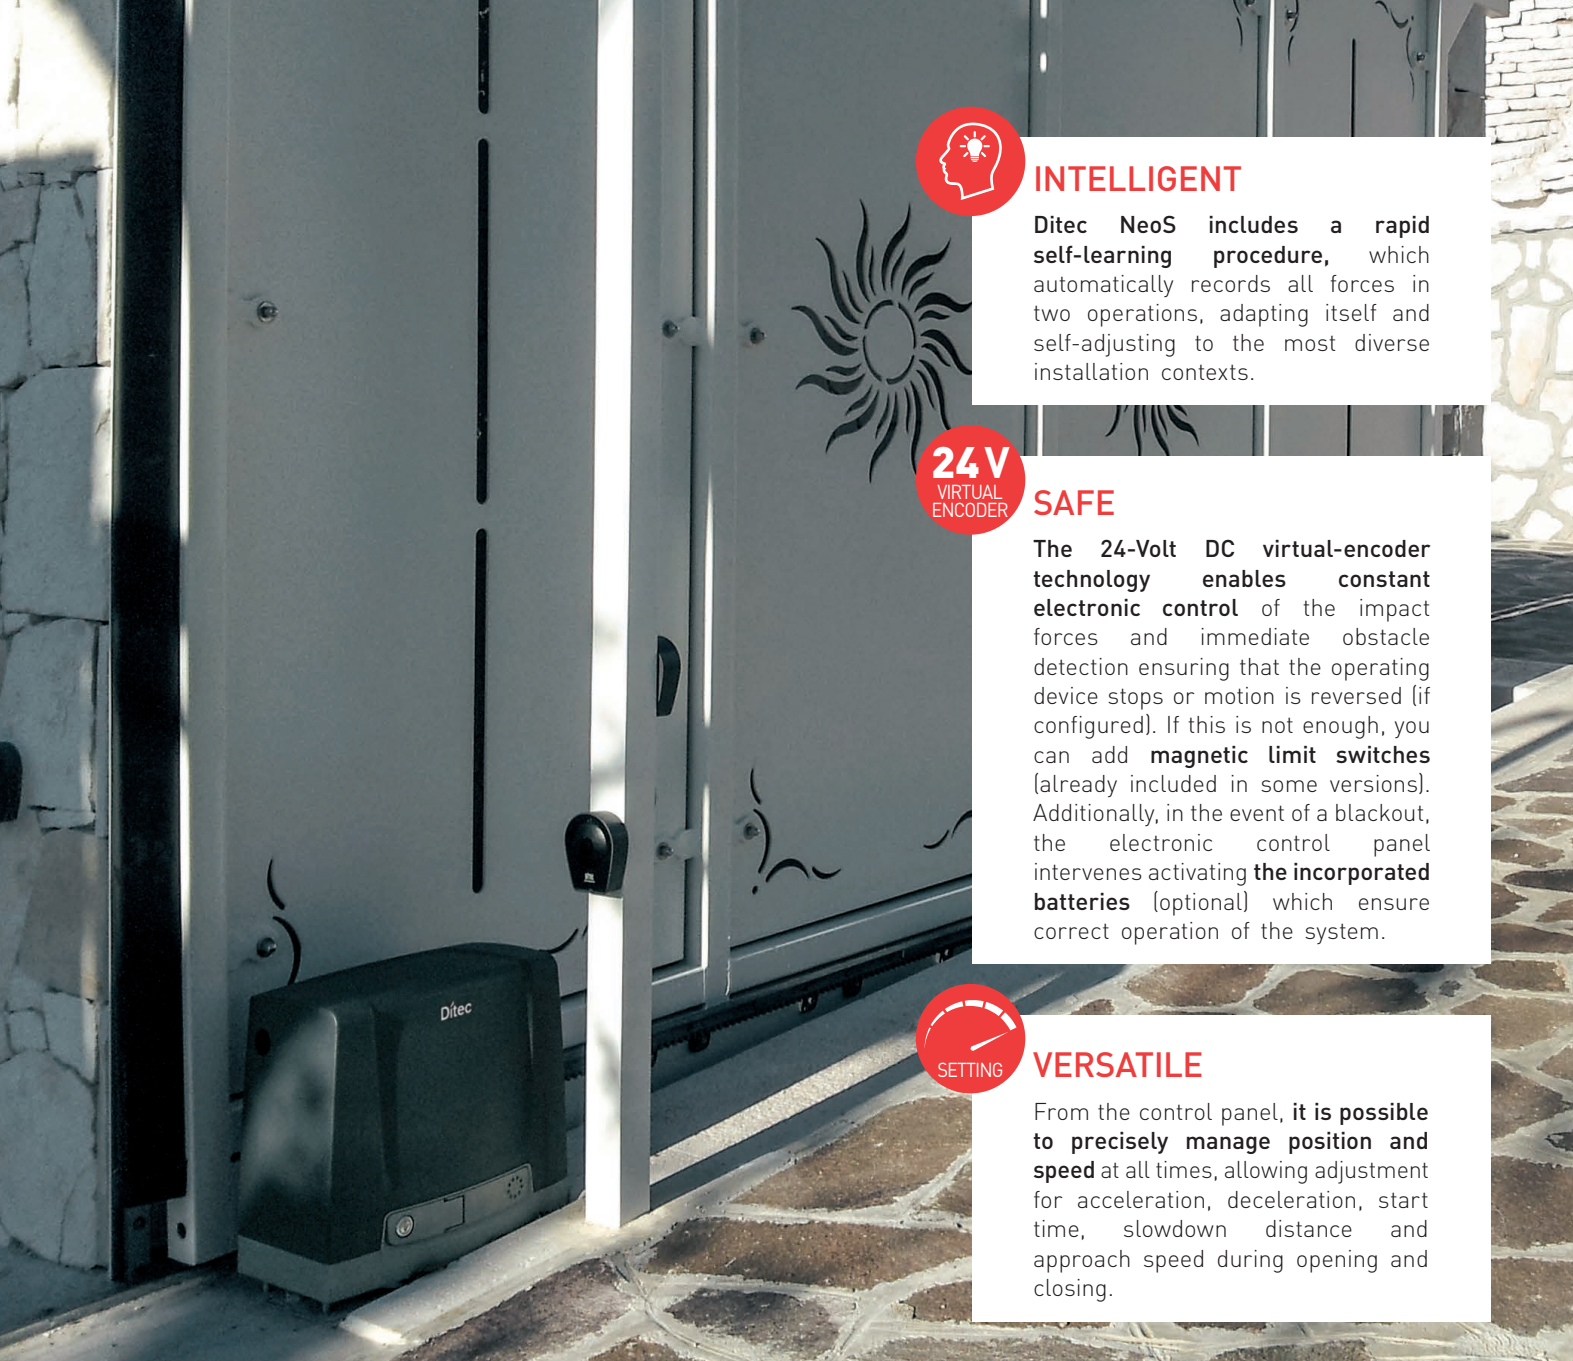 INTELLIGENT
Ditec NeoS includes a rapid
self-learning procedure, which
automatically records all forces in
two operations, adapting itself and
self-adjusting to the most diverse
installation contexts.
24 V
VIRTUAL
ENCODER
SAFE
The 24-Volt DC virtual-encoder
technology enables constant
electronic control of the impact
forces and immediate obstacle
detection ensuring that the operating
device stops or motion is reversed (if
configured). If this is not enough, you
can add magnetic limit switches
(already included in some versions).
Additionally, in the event of a blackout,
the electronic control panel
intervenes activating the incorporated
batteries (optional) which ensure
correct operation of the system.
Ditec
SETTING
VERSATILE
From the control panel, it is possible
to precisely manage position and
speed at all times, allowing adjustment
for acceleration, deceleration, start
time, slowdown distance and
approach speed during opening and
closing.